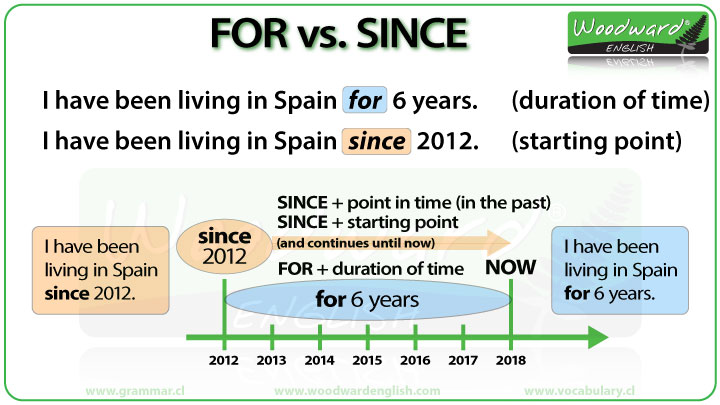 FOR vs. SINCE
Woodward®
ENGLISH
I have been living in Spain for 6 years. (duration of time)
I have been living in Spain since 2012. (starting point)
SINCE + point in time (in the past)
SINCE + starting point
(and continues until now)
FOR + duration of time
NOW
since
2012
I have been
living in Spain
since 2012.
I have been
living in Spain
for 6 years.
for 6 years
2012 2013 2014 2015 2016 2017 2018
Woodward®
ENGLISH
www.grammar.cl www.woodwardenglish.com www.vocabulary.cl